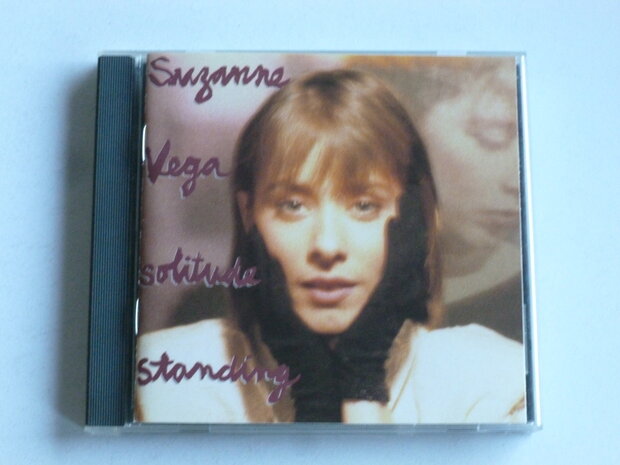 Suzanne
Vega
solitude
standing